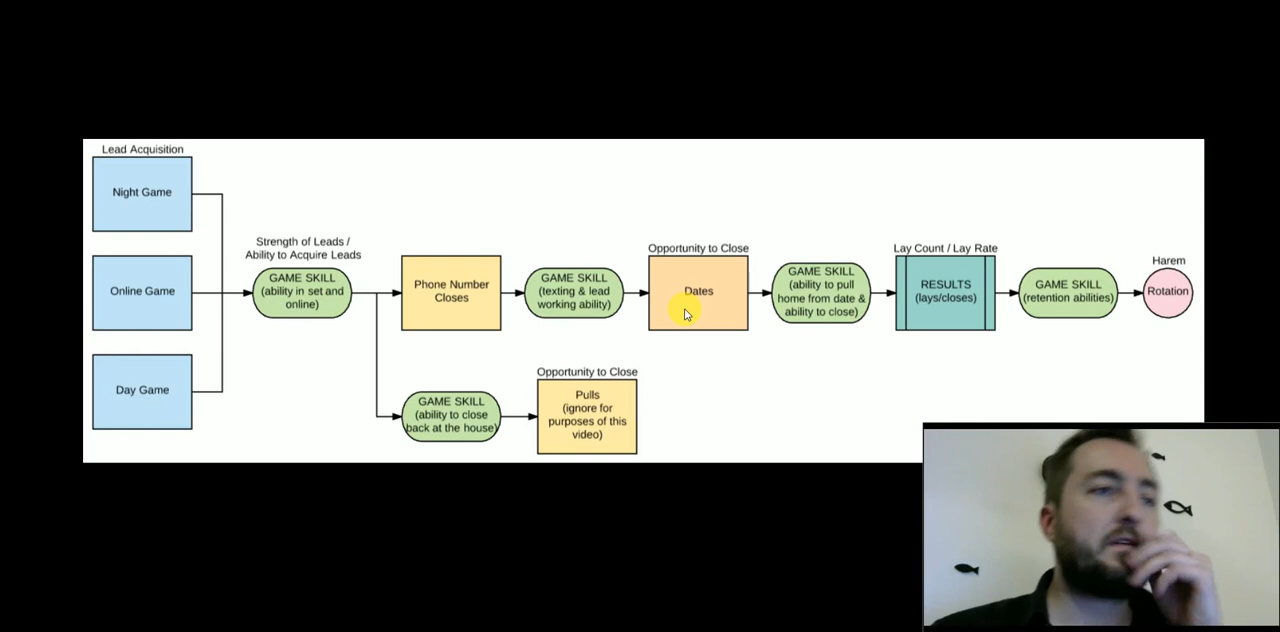 Lead Acquisition
Night Game
Online Game
Day Game
Strength of Leads /
Ability to Acquire Leads
GAME SKILL
(ability in set and
online)
Phone Number
Closes
GAME SKILL
(texting & lead
working ability)
Opportunity to Close
Dates
GAME SKILL
(ability to pull
home from date &
ability to close)
Lay Count / Lay Rate
RESULTS
(lays/closes)
GAME SKILL
(retention abilities)
Harem
Rotation
GAME SKILL
(ability to close
back at the house)
Opportunity to Close
Pulls
(ignore for
purposes of this
video)